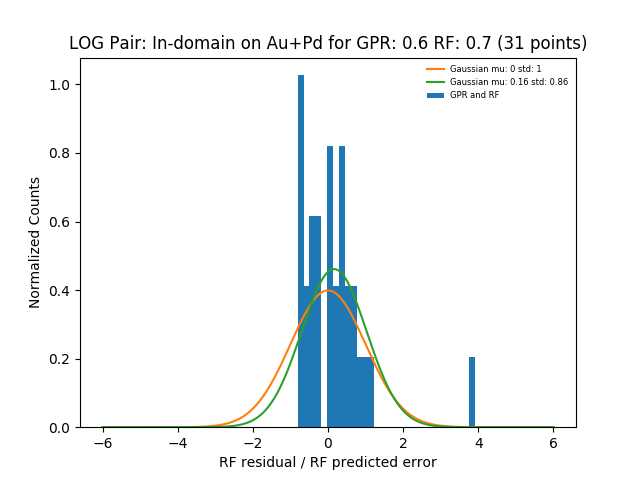 LOG Pair: In-domain on Au+Pd for GPR: 0.6 RF: 0.7 (31 points)
Gaussian mu: 0 std: 1
Gaussian mu: 0.16 std: 0.86
GPR and RF
1.0
0.8
0.6
0.4
0.2
0.0
Normalized Counts
−6 −4 −2 0 2 4 6
RF residual / RF predicted error